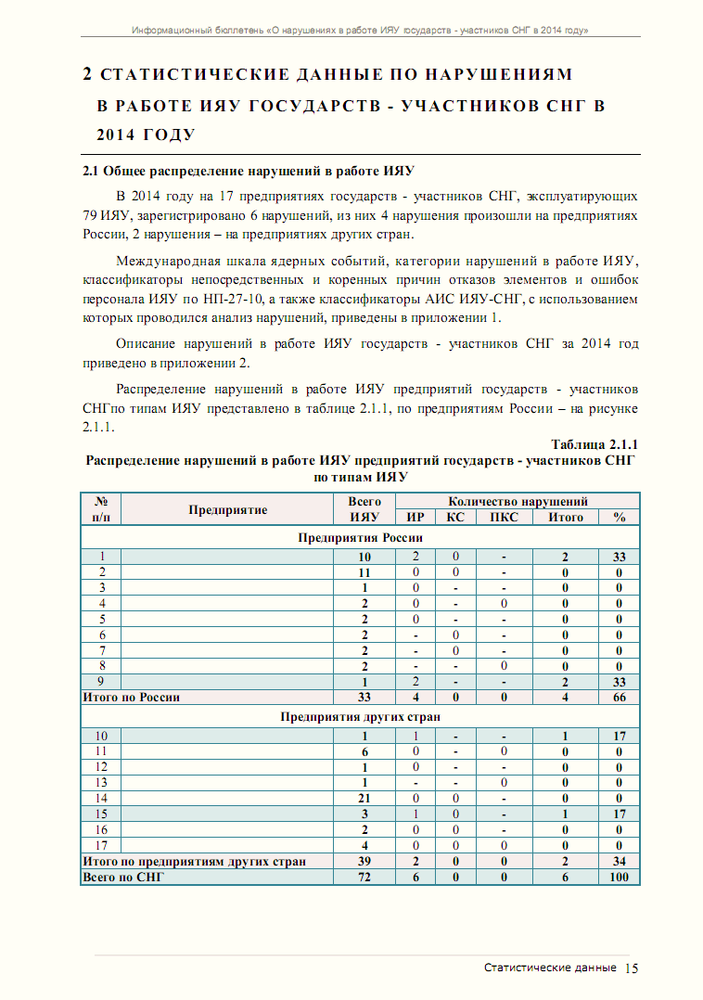 Информационный бюллетень «О нарушениях в работе ИЯУ государств - участников СНГ в 2014 году»
2 СТАТИСТИЧЕСКИЕ ДАННЫЕ ПО НАРУШЕНИЯМ
В РАБОТЕ ИЯУ ГОСУДАРСТВ - УЧАСТНИКОВ СНГ В
2014 ГОДУ
2.1 Общее распределение нарушений в работе ИЯУ
В 2014 году на 17 предприятиях государств - участников СНГ, эксплуатирующих
79 ИЯУ, зарегистрировано 6 нарушений, из них 4 нарушения произошли на предприятиях
России, 2 нарушения – на предприятиях других стран.
Международная шкала ядерных событий, категории нарушений в работе ИЯУ,
классификаторы непосредственных и коренных причин отказов элементов и ошибок
персонала ИЯУ по НП-27-10, а также классификаторы АИС ИЯУ-СНГ, с использованием
которых проводился анализ нарушений, приведены в приложении 1.
Описание нарушений в работе ИЯУ государств - участников СНГ за 2014 год
приведено в приложении 2.
Распределение нарушений в работе ИЯУ предприятий государств - участников
СНГпо типам ИЯУ представлено в таблице 2.1.1, по предприятиям России – на рисунке
2.1.1.
Таблица 2.1.1
Распределение нарушений в работе ИЯУ предприятий государств - участников СНГ
по типам ИЯУ
№ п/п Предприятие Всего ИЯУ Количество нарушений
ИР КС ПКС Итого %
Предприятия России
1 10 2 0 - 2 33
2 11 0 0 - 0 0
3 1 0 - - 0 0
4 2 0 - 0 0 0
5 2 0 - - 0 0
6 2 - 0 - 0 0
7 2 - 0 - 0 0
8 2 - - 0 0 0
9 1 2 - - 2 33
Итого по России 33 4 0 0 4 66
Предприятия других стран
10 1 1 - - 1 17
11 6 0 - 0 0 0
12 1 0 - - 0 0
13 1 - - 0 0 0
14 21 0 0 - 0 0
15 3 1 0 - 1 17
16 2 0 0 - 0 0
17 4 0 0 0 0 0
Итого по предприятиям других стран 39 2 0 0 2 34
Всего по СНГ 72 6 0 0 6 100
Статистические данные 15